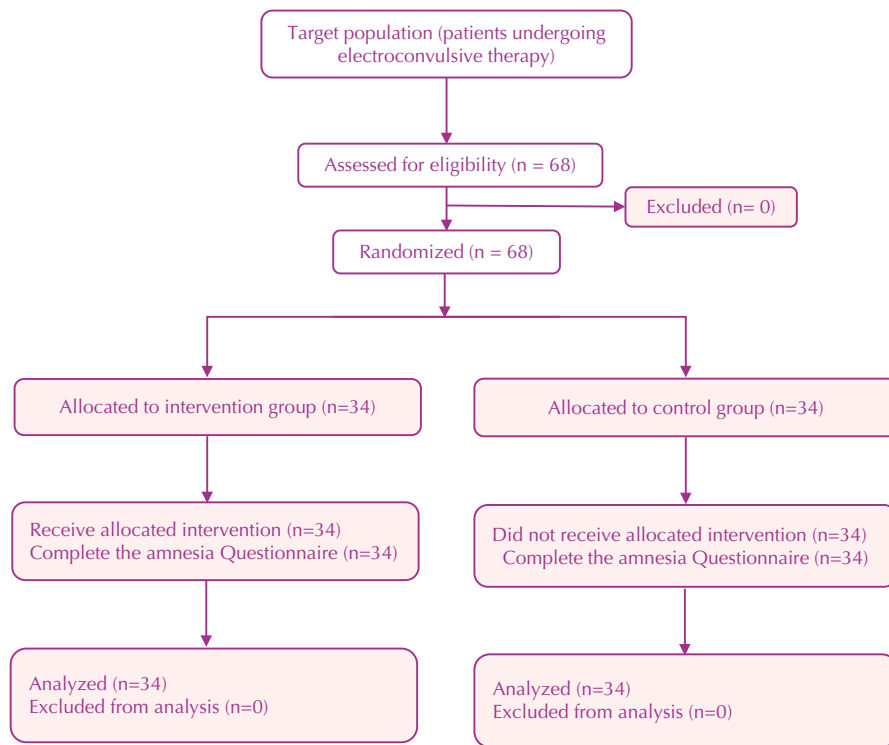 Target population (patients undergoing
electroconvulsive therapy)
Assessed for eligibility (n = 68)
Excluded (n= 0)
Randomized (n = 68)
Allocated to intervention group (n=34)
Allocated to control group (n=34)
Receive allocated intervention (n=34)
Complete the amnesia Questionnaire (n=34)
Did not receive allocated intervention (n=34)
Complete the amnesia Questionnaire (n=34)
Analyzed (n=34)
Excluded from analysis (n=0)
Analyzed (n=34)
Excluded from analysis (n=0)